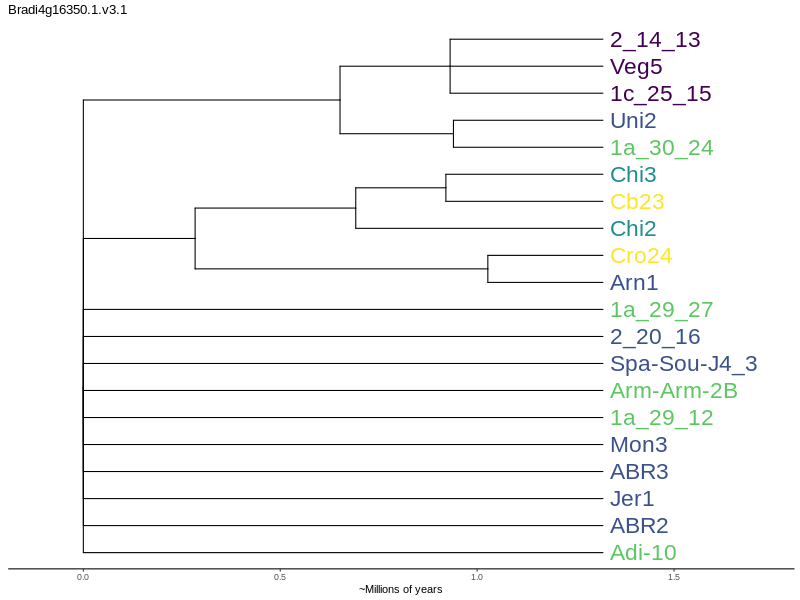 Bradi4g16350.1.v3.1
2_14_13
Veg5
1c_25_15
Uni2
1a_30_24
Chi3
Cb23
Chi2
Cro24
Arn1
1a_29_27
2_20_16
Spa-Sou-J4_3
Arm-Arm-2B
1a_29_12
Mon3
ABR3
Jer1
ABR2
Adi-10
0.0 0.5 1.0 1.5
~Millions of years